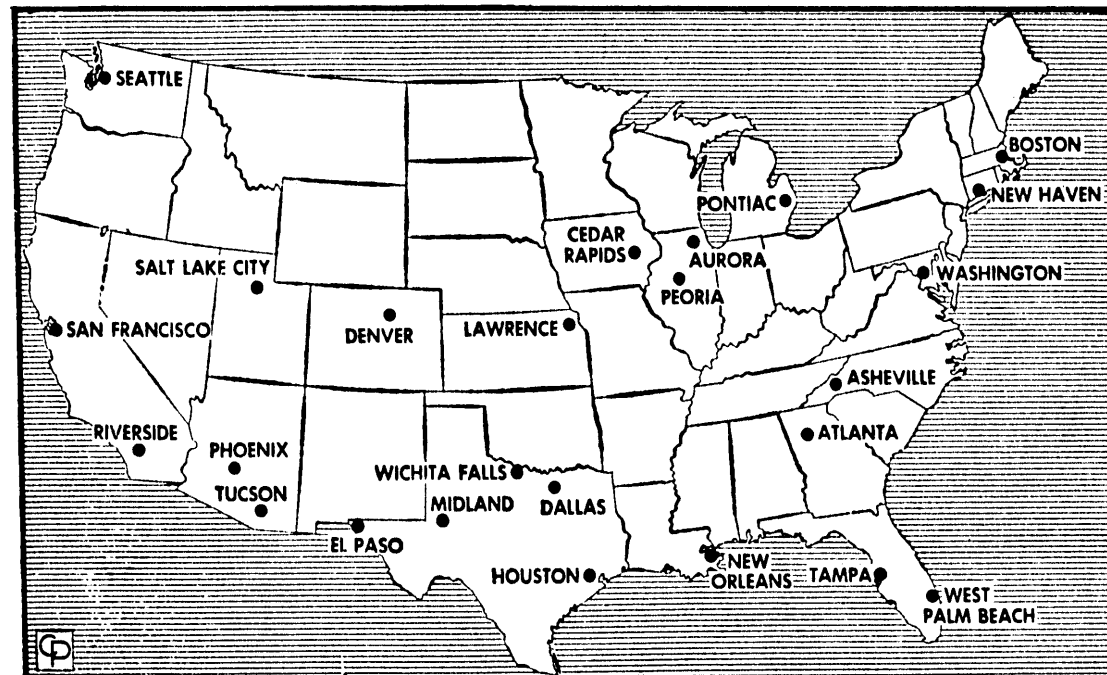 SEATTLE
BOSTON
NEW HAVEN
PONTIAC
CEDAR
RAPIDS
AURORA
SALT LAKE CITY
WASHINGTON
PEORIA
SAN FRANCISCO
DENVER
LAWRENCE
ASHEVILLE
RIVERSIDE
ATLANTA
PHOENIX
WICHITA FALLS
TUCSON
MIDLAND
DALLAS
EL PASO
HOUSTON
NEW
ORLEANS
TAMPA
WEST
PALM BEACH
CP